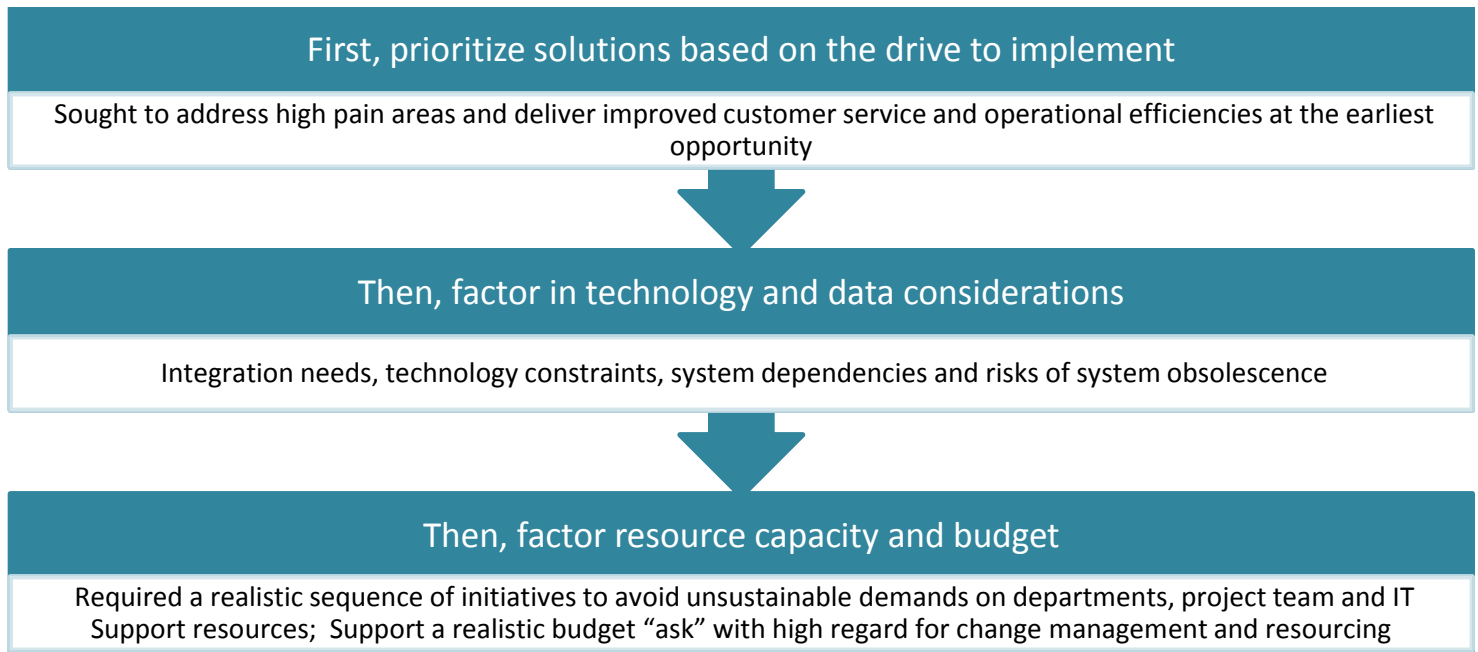 First, prioritize solutions based on the drive to implement
Sought to address high pain areas and deliver improved customer service and operational efficiencies at the earliest
opportunity
Then, factor in technology and data considerations
Integration needs, technology constraints, system dependencies and risks of system obsolescence
Then, factor resource capacity and budget
Required a realistic sequence of initiatives to avoid unsustainable demands on departments, project team and IT
Support resources;  Support a realistic budget “ask” with high regard for change management and resourcing